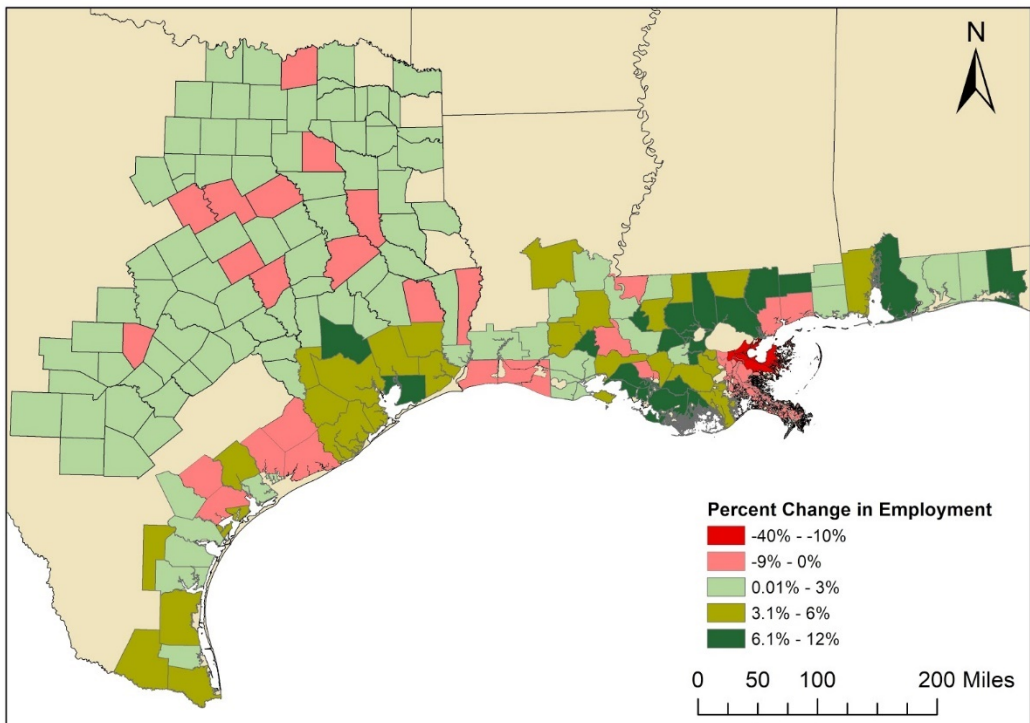 N
Percent Change in Employment
-40% - -10%
-9% - 0%
0.01% - 3%
3.1% - 6%
6.1% - 12%
0 50 100 200 Miles